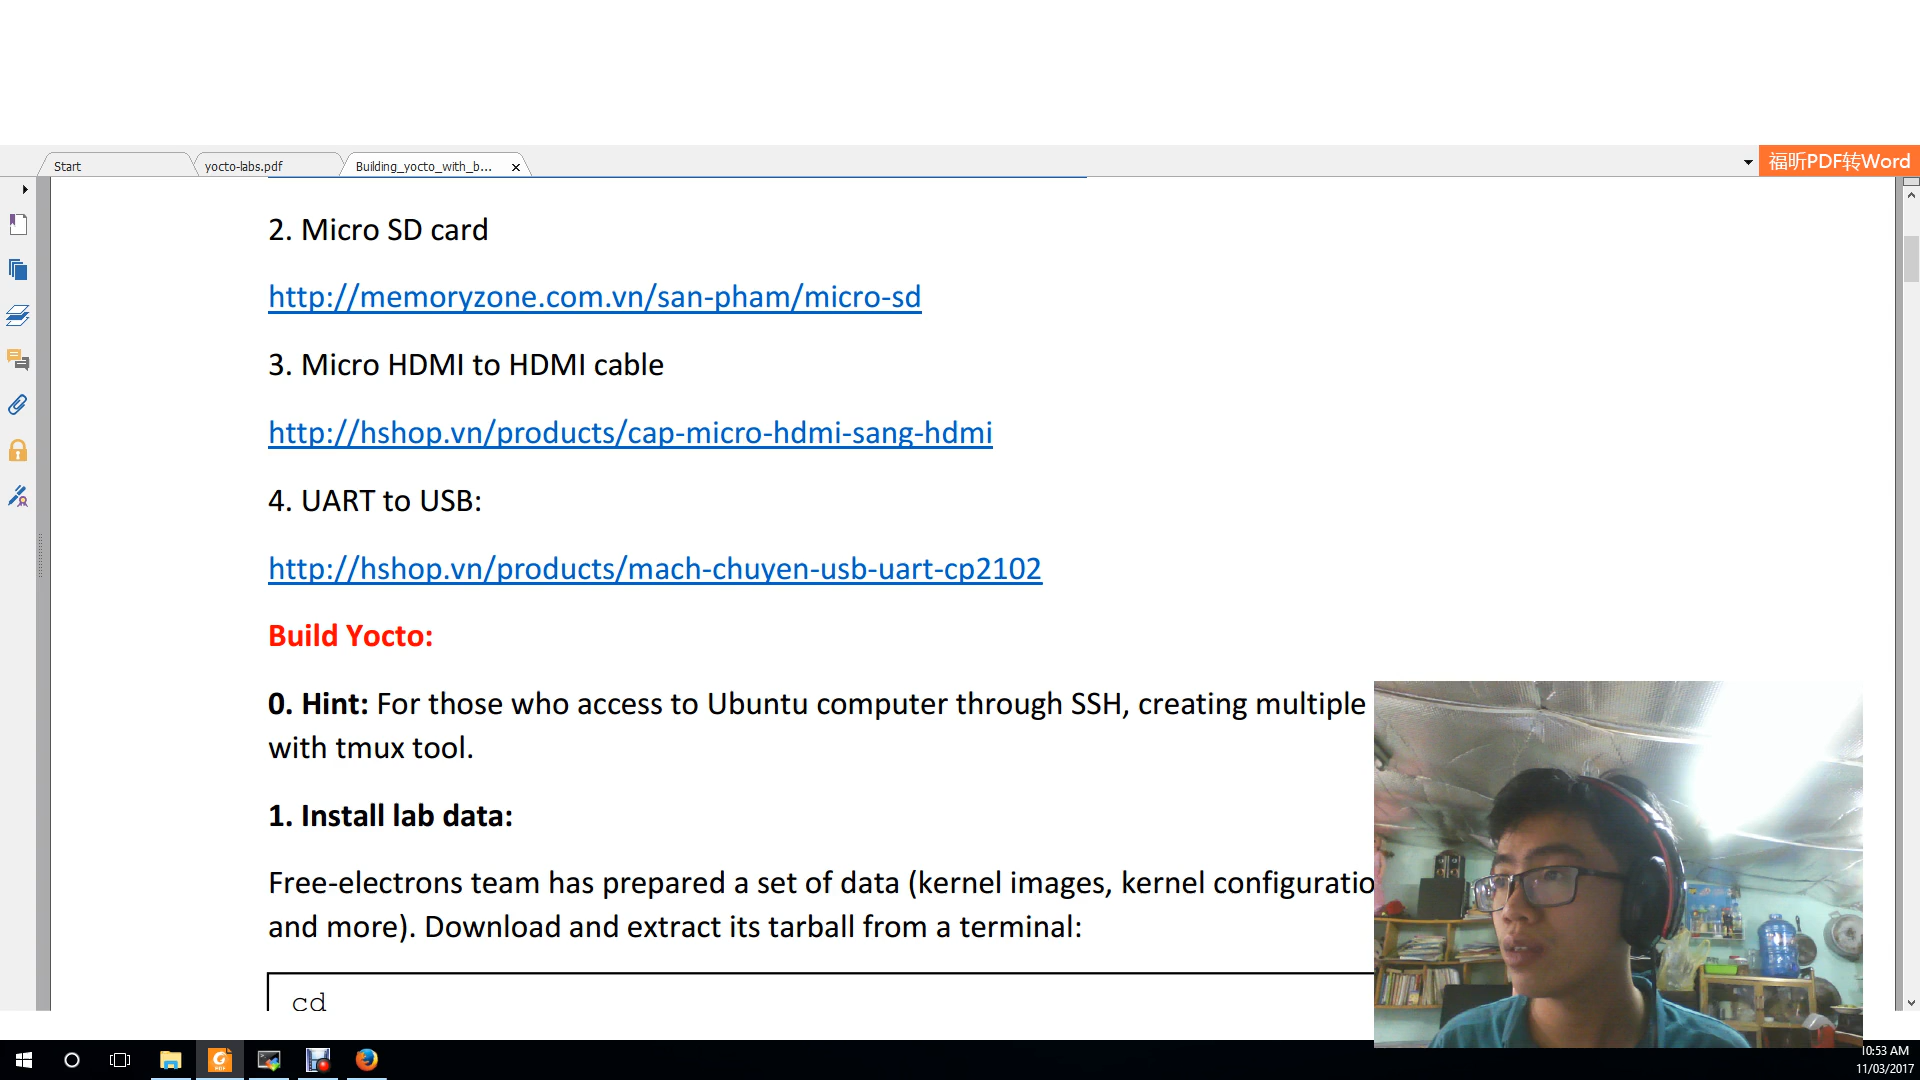 Start
yocto-labs.pdf
Building_yocto_with_b...
福昕PDF转Word
2. Micro SD card
http://memoryzone.com.vn/san-pham/micro-sd
3. Micro HDMI to HDMI cable
http://hshop.vn/products/cap-micro-hdmi-sang-hdmi
4. UART to USB:
http://hshop.vn/products/mach-chuyen-usb-uart-cp2102
Build Yocto:
0. Hint: For those who access to Ubuntu computer through SSH, creating multiple
with tmux tool.
1. Install lab data:
Free-electrons team has prepared a set of data (kernel images, kernel configuratio
and more). Download and extract its tarball from a terminal:
cd
10:53 AM
11/03/2017